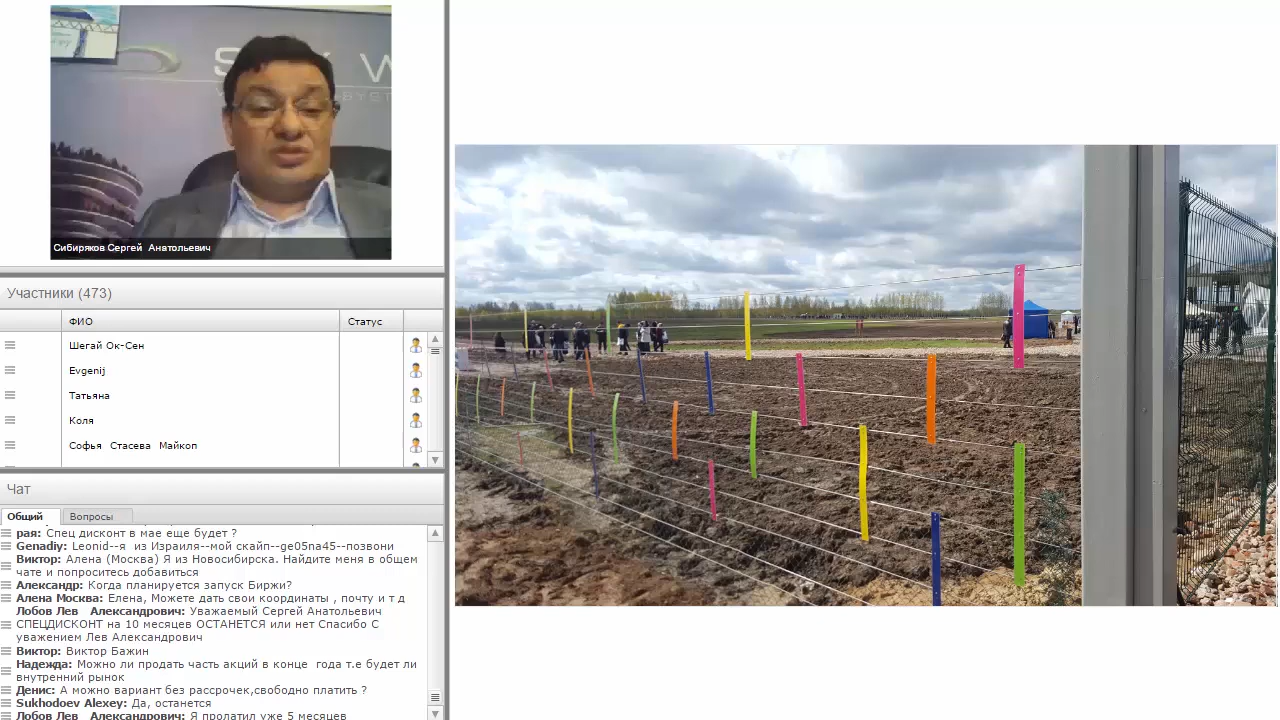 Сибиряков Сергей Анатольевич
Участники (473)
ФИО
Статус
Шегай Ок-Сен
Evgenij
Татьяна
Коля
Софья Стасева Майкоп
Чат
Общий
Вопросы
рая: Спец дисконт в мае еще будет ?
Genadiy: Leonid--я из Израиля--мой скайп--ge05na45--позвони
Виктор: Алена (Москва) Я из Новосибирска. Найдите меня в общем
чате и попроситесь добавиться
Александр: Когда планируется запуск Биржи?
Алена Москва: Елена, Можете дать свои координаты , почту и т д
Лобов Лев Александрович: Уважаемый Сергей Анатольевич
СПЕЦДИСКОНТ на 10 месяцев ОСТАНЕТСЯ или нет Спасибо С
уважением Лев Александрович
Виктор: Виктор Бажин
Надежда: Можно ли продать часть акций в конце года т.е будет ли
внутренний рынок
Денис: А можно вариант без рассрочек,свободно платить ?
Sukhodoev Alexey: Да, останется
Лобов Лев Александрович: Я пролатил уже 5 месяцев